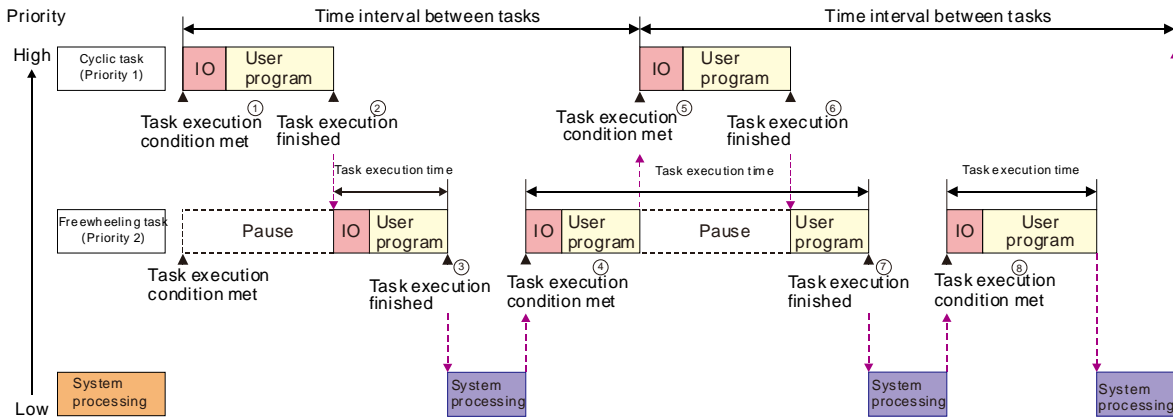 Priority
Time interval between tasks
Time interval between tasks
High
Cyclic task
(Priority 1)
IO
User
program
IO
User
program
①
Task execution
condition met
②
Task execution
finished
⑤
Task execution
condition met
⑥
Task execution
finished
Task execution time
Task execution time
Task execution time
Freewheeling task
(Priority 2)
Pause
IO
User
program
IO
User
program
Pause
User
program
IO
User
program
Task execution
condition met
③
Task execution
finished
④
Task execution
condition met
⑦
Task execution
finished
⑧
Task execution
condition met
Low
System
processing
System
processing
System
processing
System
processing